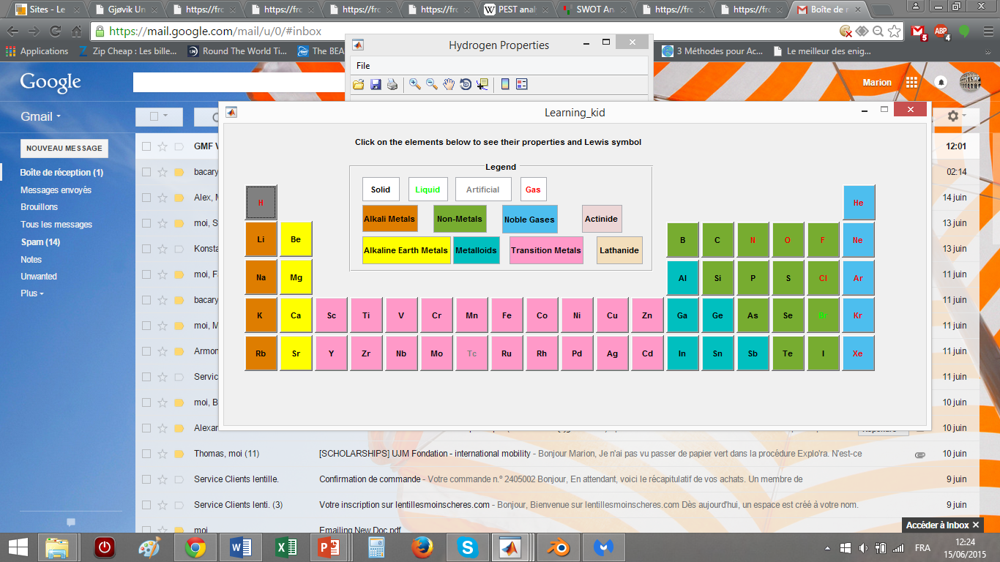 Sites - Le
Gjøvik Un
https://fro
https://fro
https://fro
https://fro
PEST anal
SWOT An
https://fro
https://fro
Boîte de r
https://mail.google.com/mail/u/0/#inbox
Applications
Zip Cheap : Les bille...
Round The World Ti...
The BEA
3 Méthodes pour Ac...
Le meilleur des enig...
Hydrogen Properties
File
Google
Marion
Gmail
Learning_kid
Click on the elements below to see their properties and Lewis symbol
Legend
Solid Liquid Artificial Gas
Alkali Metals Non-Metals Noble Gases Actinide
Alkaline Earth Metals Metalloids Transition Metals Lathanide
H He
Li Be B C N O F Ne
Na Mg Al Si P S Cl Ar
K Ca Sc Ti V Cr Mn Fe Co Ni Cu Zn Ga Ge As Se Kr
Rb Sr Y Zr Nb Mo Tc Ru Rh Pd Ag Cd In Sn Sb Te I Xe
NOUVEAU MESSAGE
Boîte de réception (1)
Messages envoyés
Brouillons
Tous les messages
Spam (14)
Notes
Unwanted
Plus
GMF 12:01
bacary 02:14
Alex, 14 juin
moi, S 13 juin
Konsta 13 juin
moi, F 11 juin
bacary 11 juin
moi, M 11 juin
Armon 11 juin
Servic 11 juin
moi, B 10 juin
Alexar 10 juin
Thomas, moi (11) [SCHOLARSHIPS] UJM Fondation - international mobility - Bonjour Marion, Je n'ai pas vu passer de papier vert dans la procédure Explo'ra. N'est-ce 10 juin
Service Clients lentille. Confirmation de commande - Votre commande n.º 2405002 Bonjour, En attendant, voici le récapitulatif de vos achats. Un membre de 9 juin
Service Clients lenti. (3) Votre inscription sur lentillesmoinscheres.com - Bonjour, Bienvenue sur lentillesmoinscheres.com Dès aujourd'hui, un espace est créé à votre nom. 9 juin
moi Emailing New Doc.pdf
Accéder à Inbox
FRA
12:24
15/06/2015